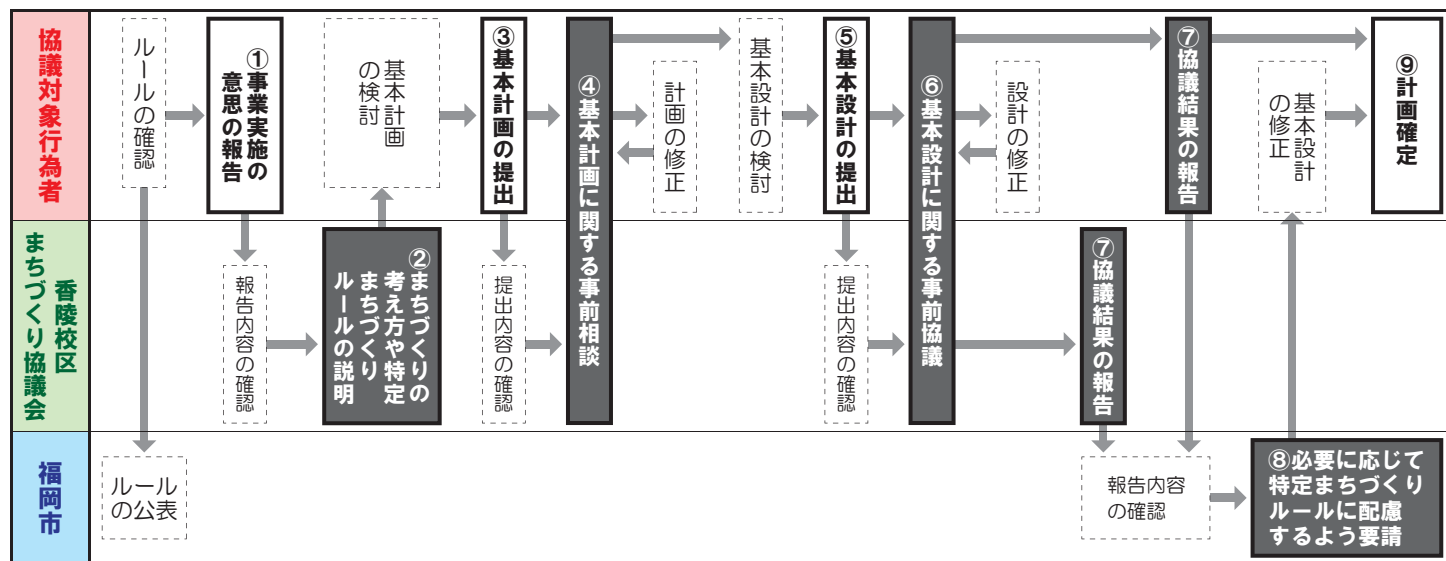 協議対象行為者
ルールの確認
①事業実施の
意思の報告
基本計画
の検討
③基本計画の提出
④基本計画に関する事前相談
計画の修正
基本設計の検討
⑤基本設計の提出
⑥基本設計に関する事前協議
設計の修正
⑦協議結果の報告
基本設計
の修正
⑨計画確定
香陵校区
まちづくり協議会
報告内容の確認
②まちづくりの
考え方や特定
まちづくり
ルールの説明
提出内容の確認
提出内容の確認
⑦協議結果の報告
福岡市
ルール
の公表
報告内容
の確認
⑧必要に応じて
特定まちづくり
ルールに配慮
するよう要請